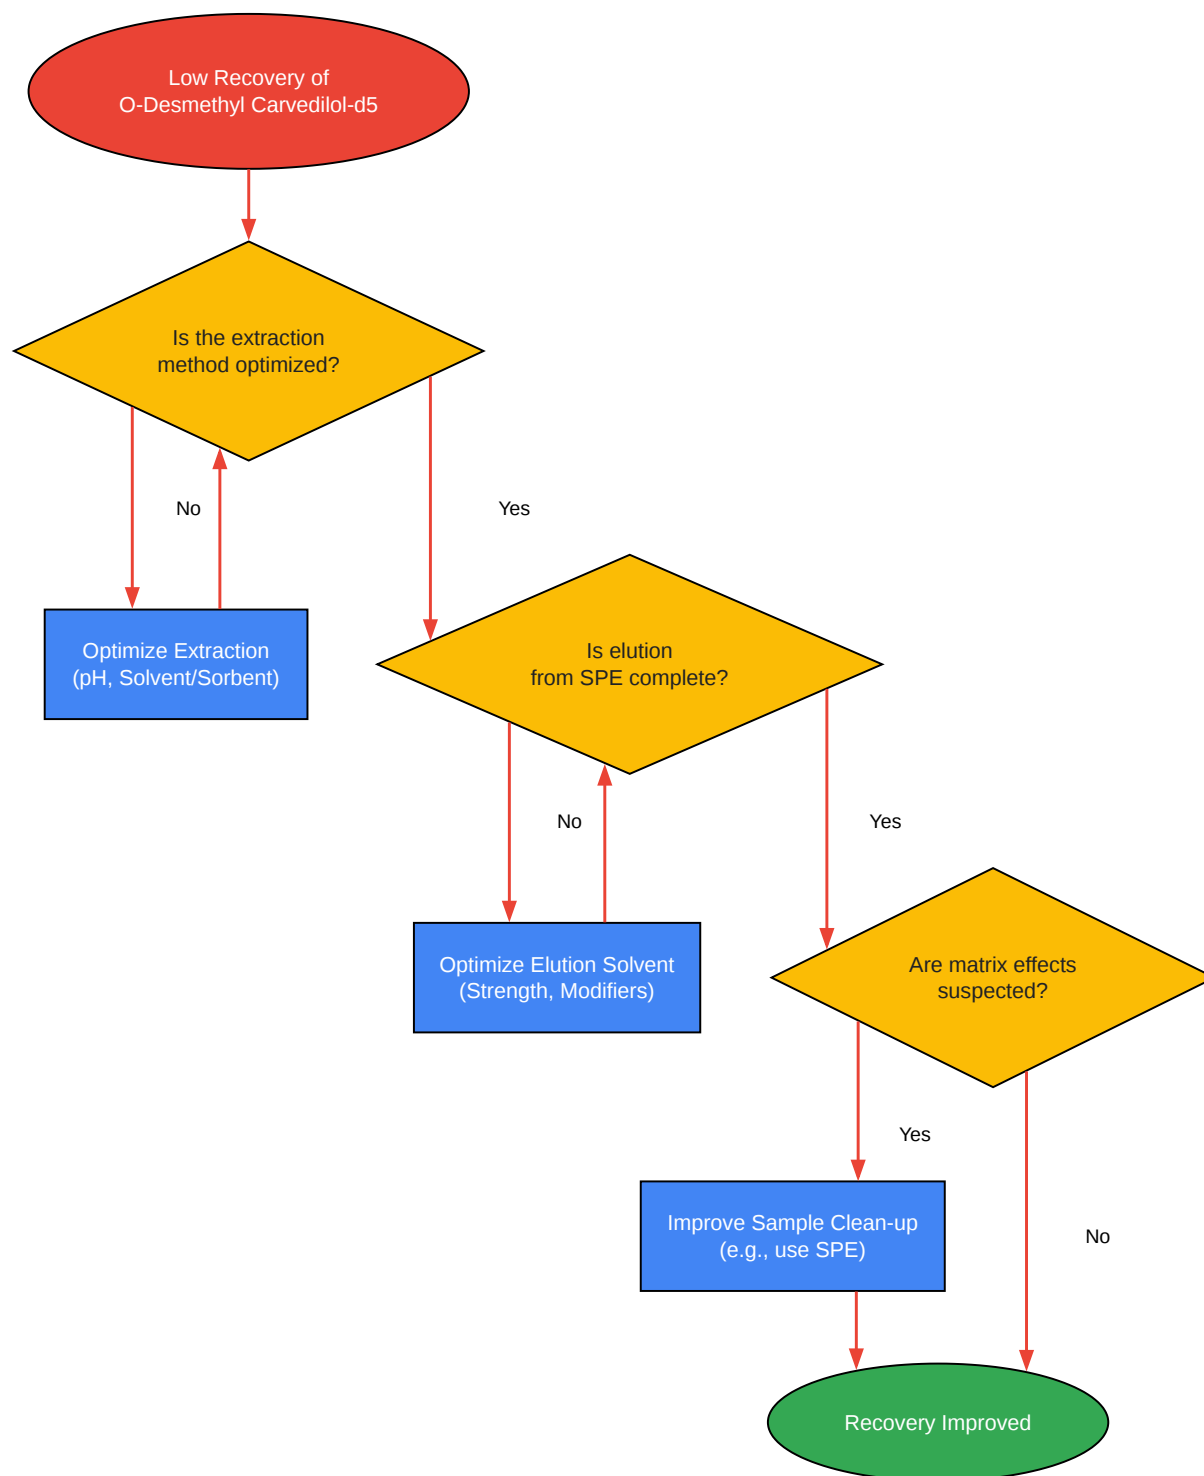 Low Recovery of
O-Desmethyl Carvedilol-d5
Is the extraction
method optimized?
No
Yes
Optimize Extraction
(pH, Solvent/Sorbent)
Is elution
from SPE complete?
No
Yes
Optimize Elution Solvent
(Strength, Modifiers)
Are matrix effects
suspected?
Yes
Improve Sample Clean-up
(e.g., use SPE)
No
Recovery Improved